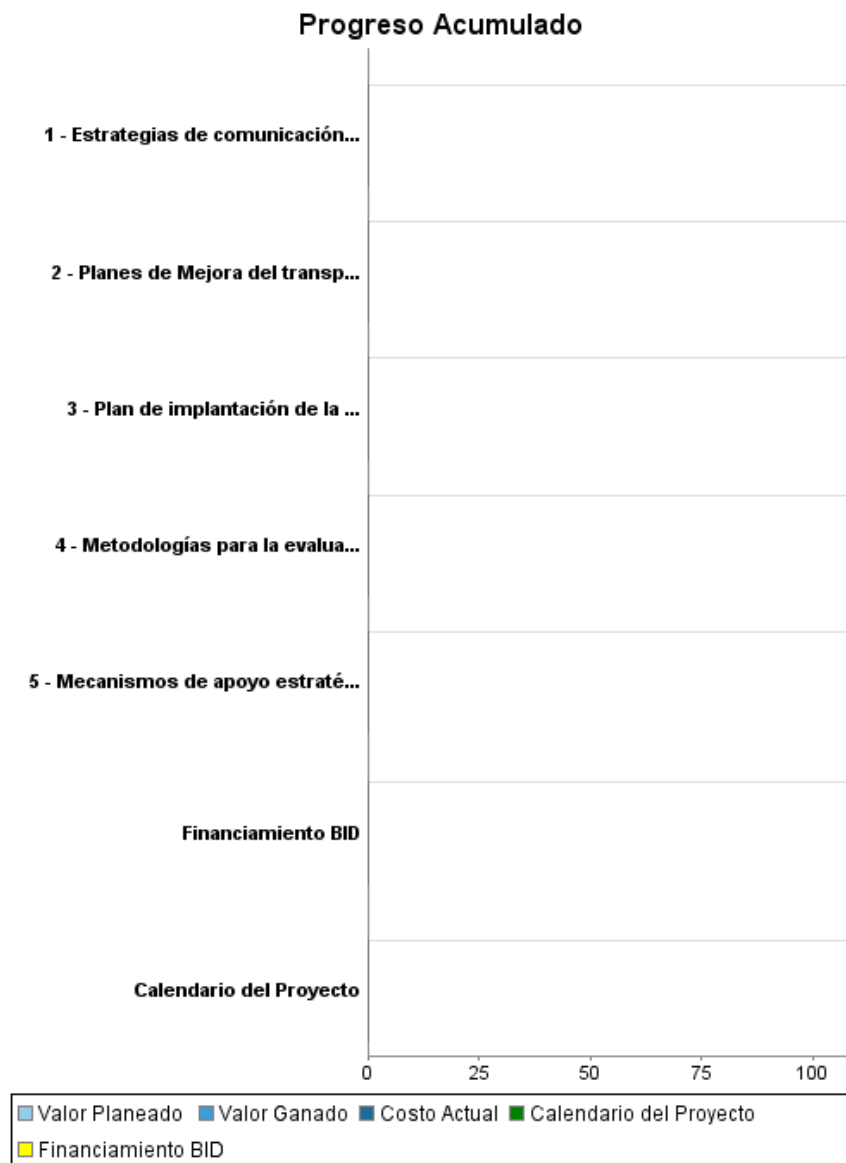 Progreso Acumulado
1 - Estrategias de comunicación...
2 - Planes de Mejora del transp...
3 - Plan de implantación de la ...
4 - Metodologías para la evalua...
5 - Mecanismos de apoyo estraté...
Financiamiento BID
Calendario del Proyecto
0 25 50 75 100
Valor Planeado Valor Ganado Costo Actual Calendario del Proyecto
Financiamiento BID